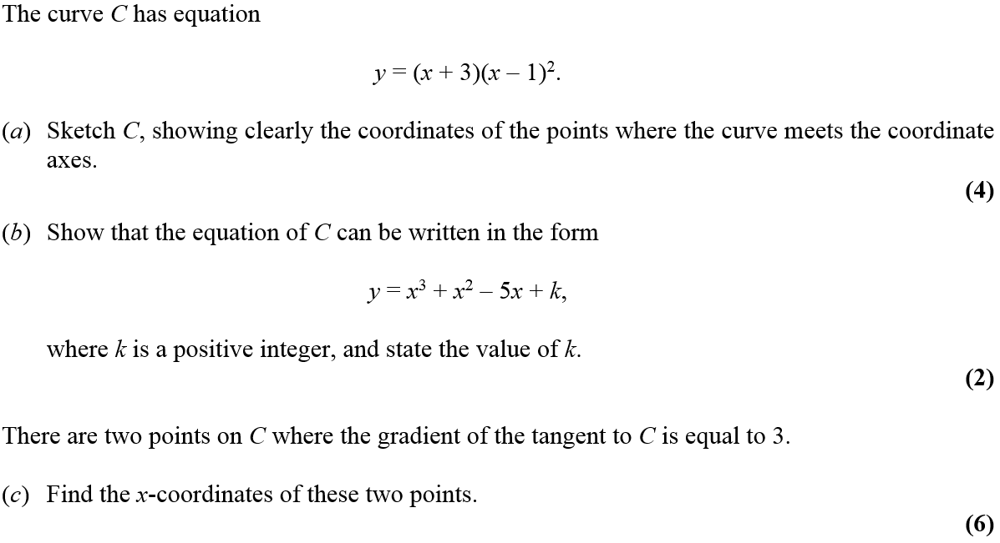 The curve C has equation
y = (x + 3)(x – 1)².
(a) Sketch C, showing clearly the coordinates of the points where the curve meets the coordinate
axes.
(4)
(b) Show that the equation of C can be written in the form
y = x³ + x² – 5x + k,
where k is a positive integer, and state the value of k.
(2)
There are two points on C where the gradient of the tangent to C is equal to 3.
(c) Find the x-coordinates of these two points.
(6)